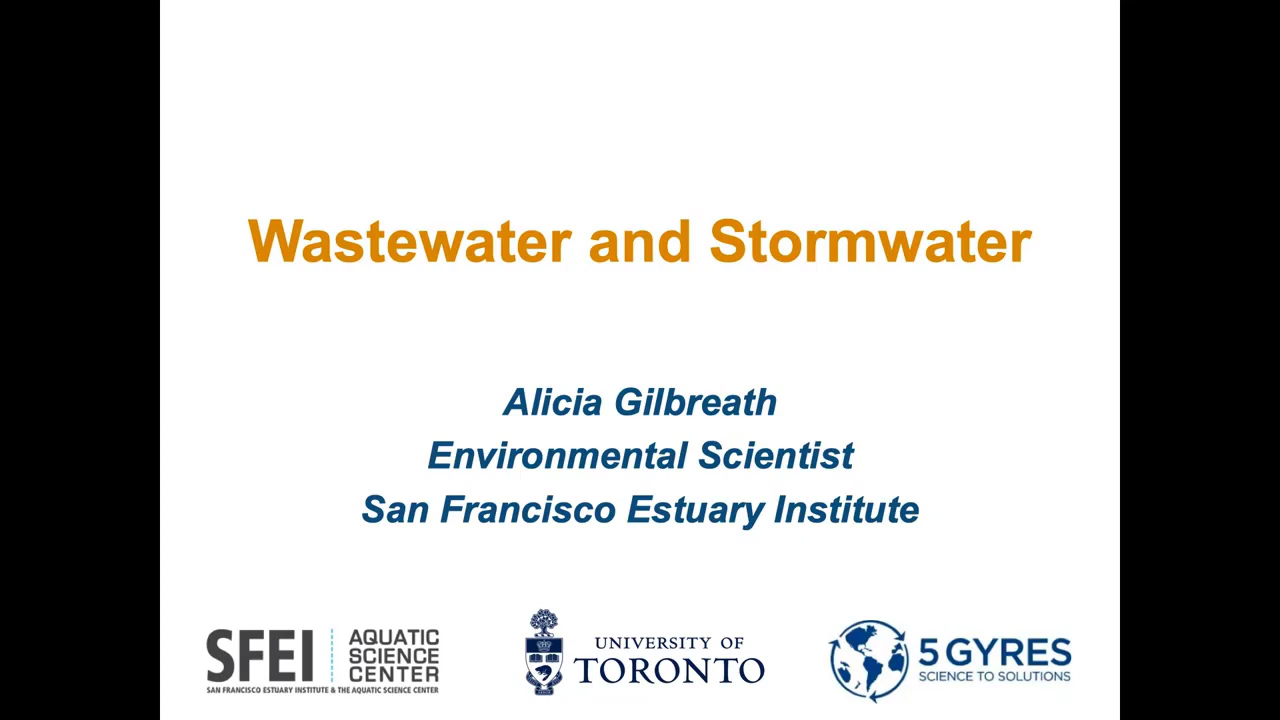 Wastewater and Stormwater
Alicia Gilbreath
Environmental Scientist
San Francisco Estuary Institute
SFEI
AQUATIC
SCIENCE
CENTER
SAN FRANCISCO ESTUARY INSTITUTE & THE AQUATIC SCIENCE CENTER
UNIVERSITY OF
TORONTO
5 GYRES
SCIENCE TO SOLUTIONS